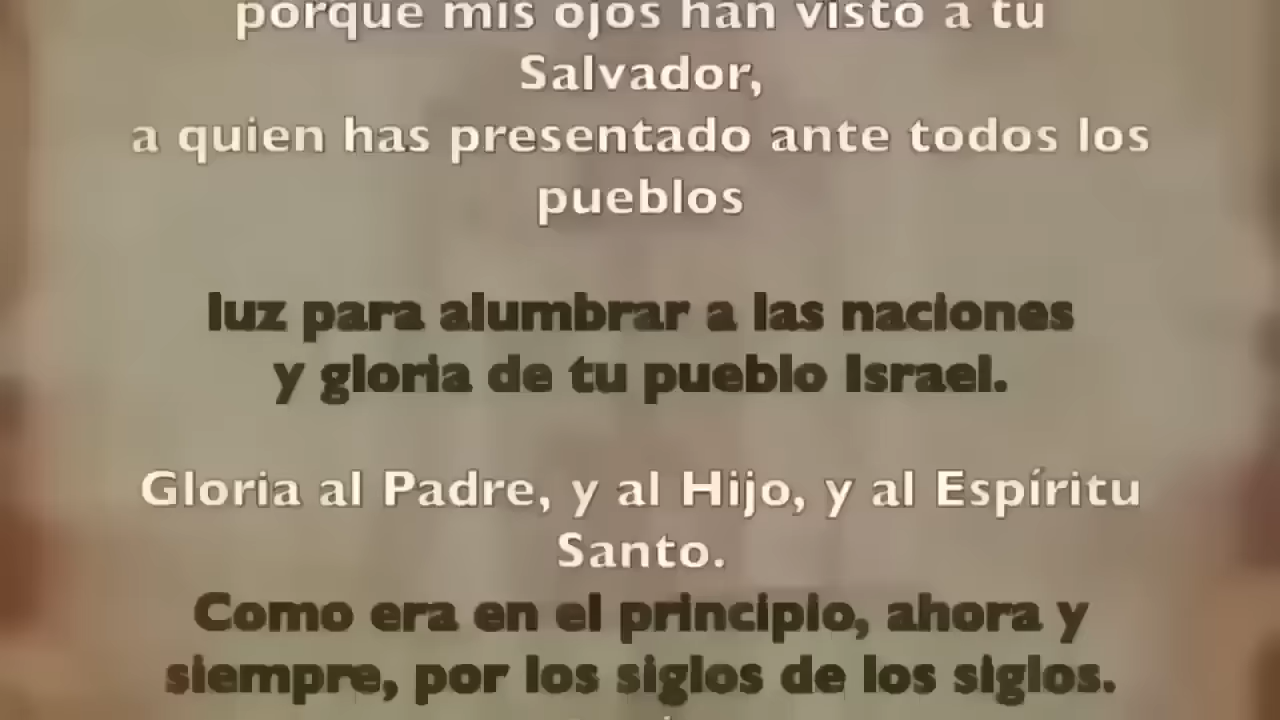 porque mis ojos han visto a tu
Salvador,
a quien has presentado ante todos los
pueblos
luz para alumbrar a las naciones
y gloria de tu pueblo Israel.
Gloria al Padre, y al Hijo, y al Espíritu
Santo.
Como era en el principio, ahora y
siempre, por los siglos de los siglos.